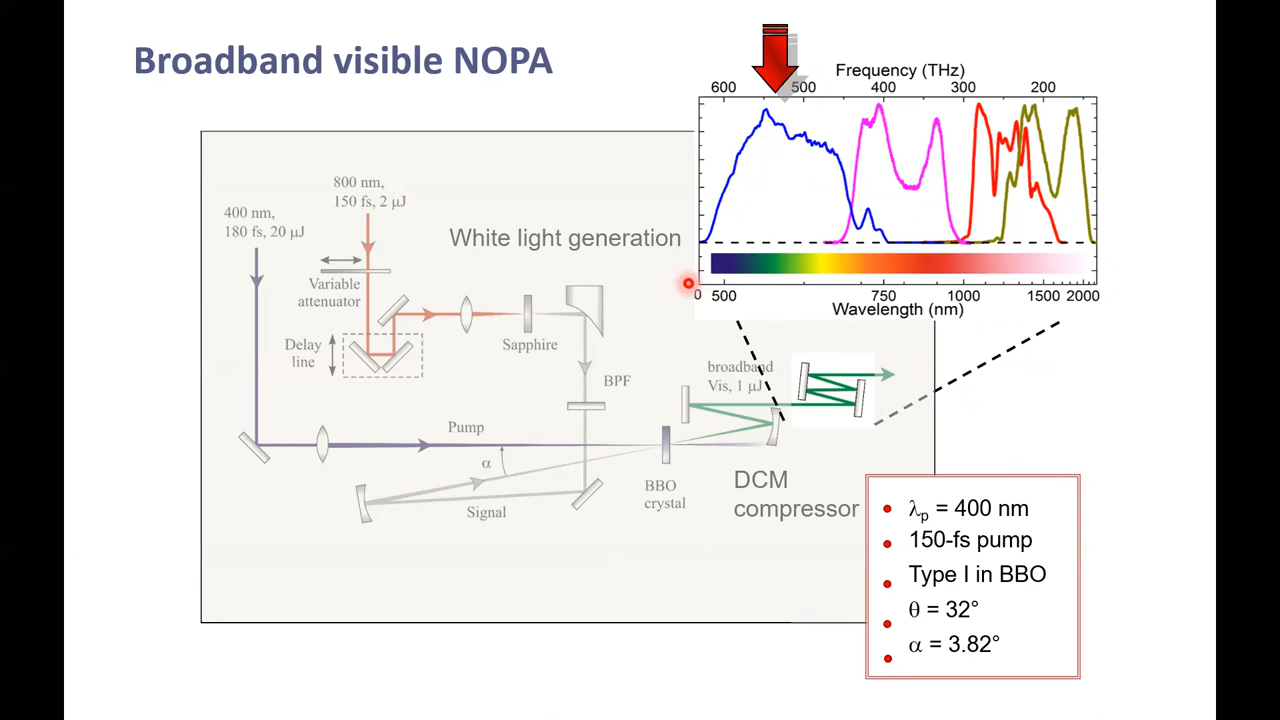 Broadband visible NOPA
Frequency (THz)
600 500 400 300 200
0 500 750 1000 1500 2000
Wavelength (nm)
800 nm,
150 fs, 2 μJ
400 nm,
180 fs, 20 μJ
White light generation
Variable
attenuator
Delay
line
Sapphire
BPF
broadband
Vis, 1 μJ
Pump
α
BBO
crystal
Signal
DCM
compressor
λp = 400 nm
150-fs pump
Type I in BBO
θ = 32°
α = 3.82°